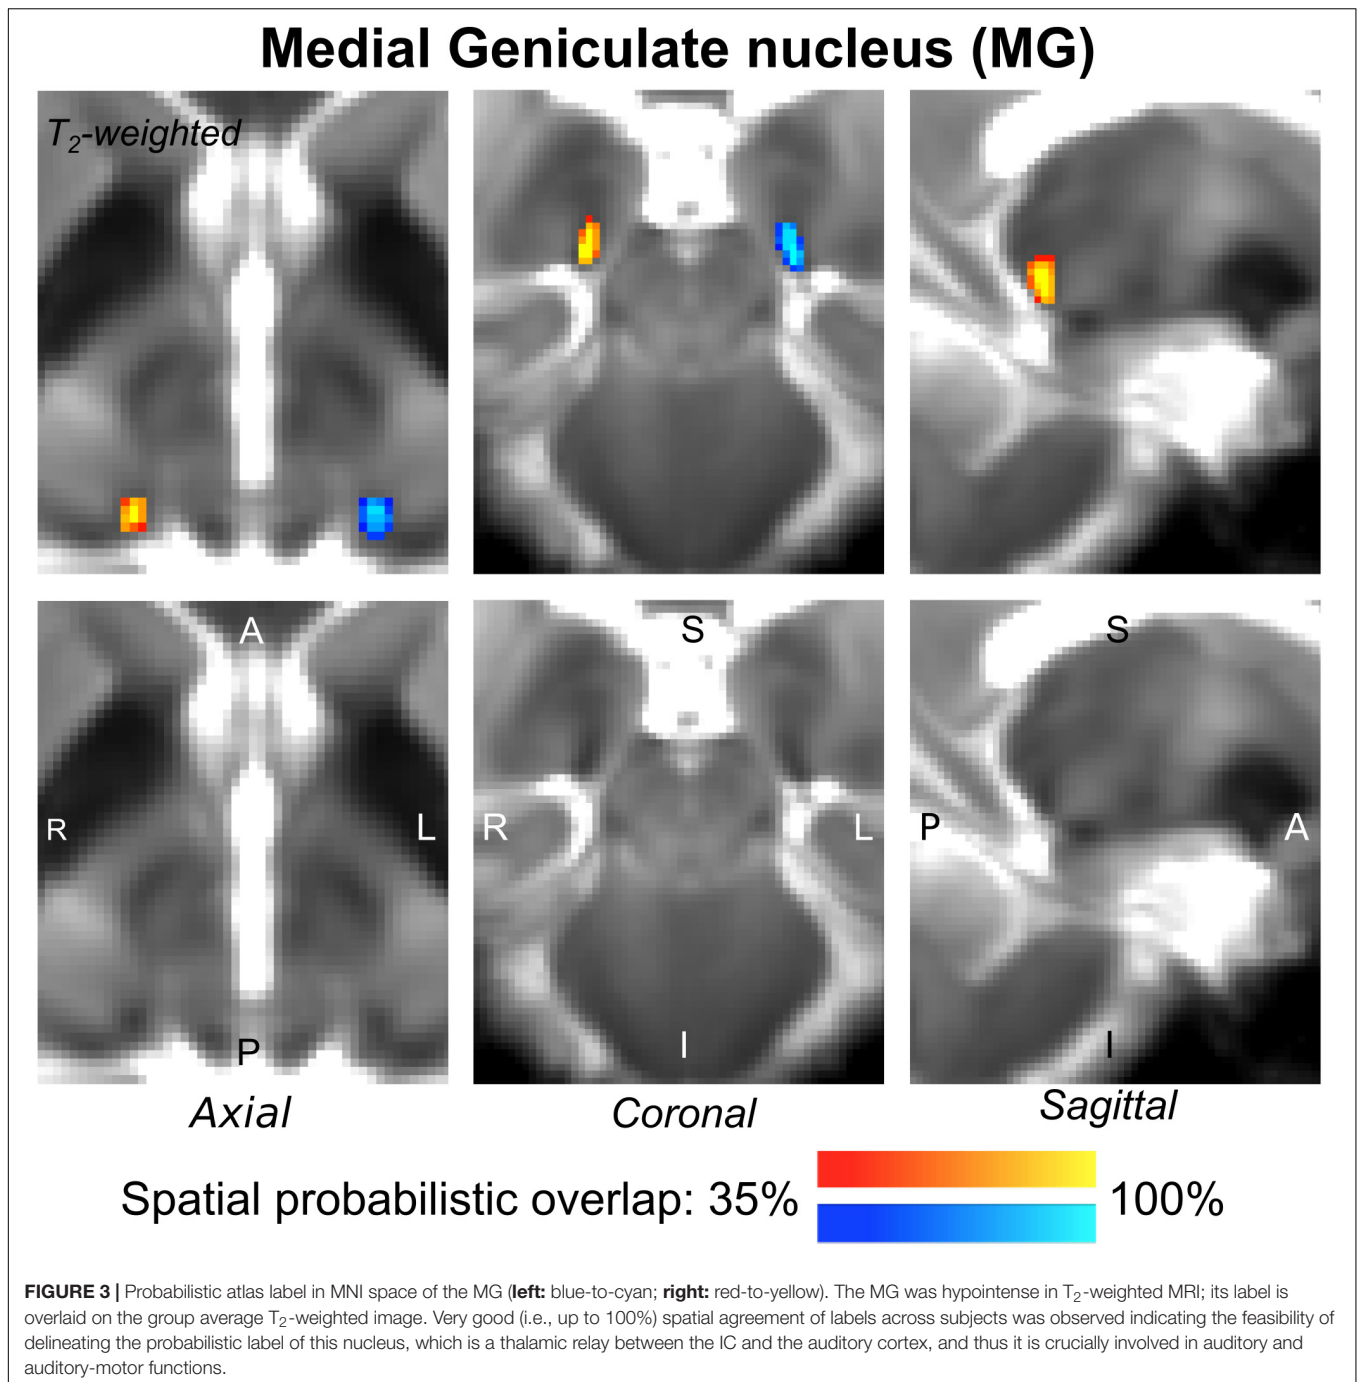 Medial Geniculate nucleus (MG)
T2-weighted
A
S
S
R
L
R
L
P
A
P
I
I
Axial
Coronal
Sagittal
Spatial probabilistic overlap: 35%
100%
FIGURE 3 | Probabilistic atlas label in MNI space of the MG (left: blue-to-cyan; right: red-to-yellow). The MG was hypointense in T2-weighted MRI; its label is
overlaid on the group average T2-weighted image. Very good (i.e., up to 100%) spatial agreement of labels across subjects was observed indicating the feasibility of
delineating the probabilistic label of this nucleus, which is a thalamic relay between the IC and the auditory cortex, and thus it is crucially involved in auditory and
auditory-motor functions.